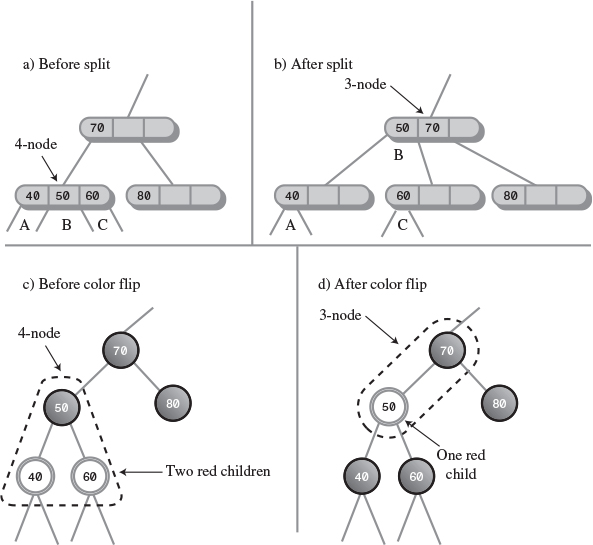 a) Before split
70
4-node
40 50 60
80
A B C
b) After split
3-node
50 70
B
40
60
80
A
C
c) Before color flip
4-node
70
50
80
40
60
Two red children
d) After color flip
3-node
70
50
80
One red
child
40
60